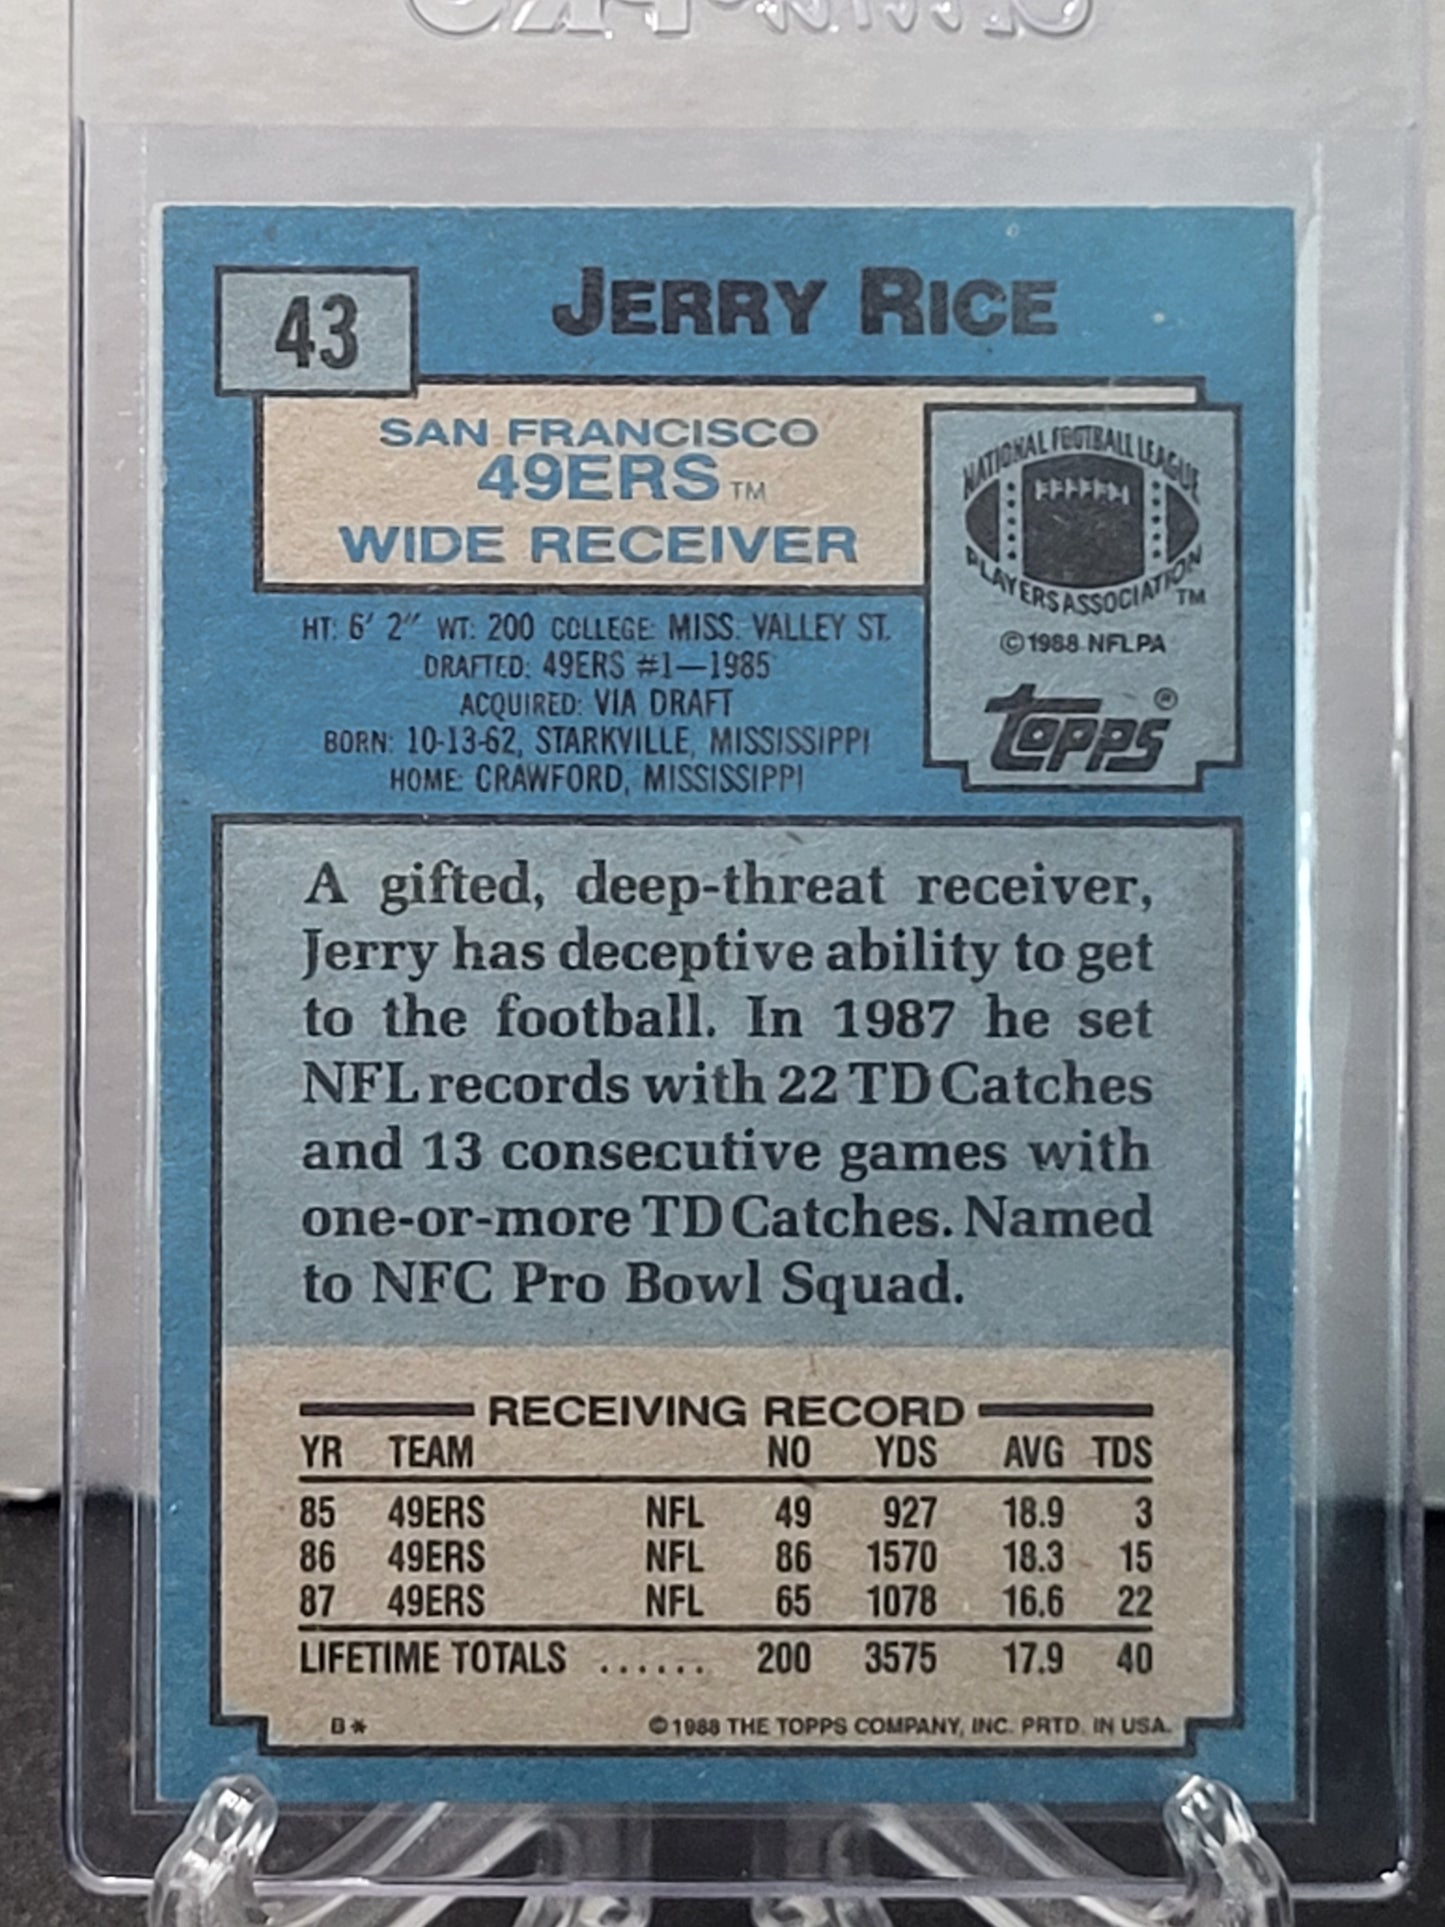 43
JERRY RICE
SAN FRANCISCO
49ERS TM
WIDE RECEIVER
NATIONAL FOOTBALL LEAGUE
PLAYERS ASSOCIATION TM
©1988 NFLPA
TOPPS®
HT: 6' 2" WT: 200 COLLEGE: MISS. VALLEY ST.
DRAFTED: 49ERS #1—1985
ACQUIRED: VIA DRAFT
BORN: 10-13-62, STARKVILLE, MISSISSIPPI
HOME: CRAWFORD, MISSISSIPPI
A gifted, deep-threat receiver,
Jerry has deceptive ability to get
to the football. In 1987 he set
NFL records with 22 TD Catches
and 13 consecutive games with
one-or-more TD Catches. Named
to NFC Pro Bowl Squad.
RECEIVING RECORD
YR TEAM NO YDS AVG TDS
85 49ERS NFL 49 927 18.9 3
86 49ERS NFL 86 1570 18.3 15
87 49ERS NFL 65 1078 16.6 22
LIFETIME TOTALS ...... 200 3575 17.9 40
B* ©1988 THE TOPPS COMPANY, INC. PRTD. IN USA.